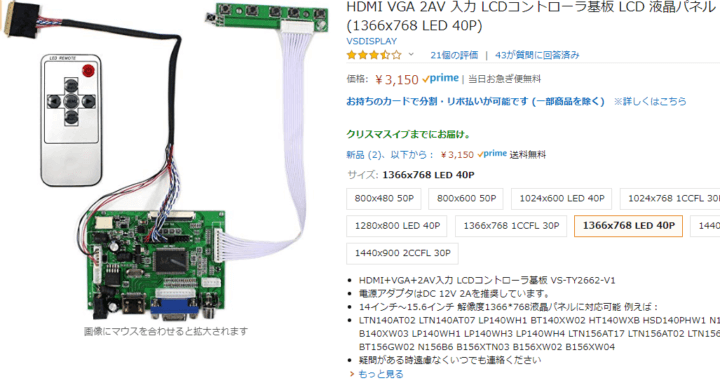 HDMI VGA 2AV 入力 LCDコントローラ基板 LCD 液晶パネル
(1366x768 LED 40P)
VSDISPLAY
21個の評価 | 43が質問に回答済み
価格: ¥3,150 prime | 当日お急ぎ便無料
お持ちのカードで分割・リボ払いが可能です (一部商品を除く) ※詳しくはこちら
クリスマスイブまでにお届け。
新品 (2)、以下から: ¥3,150 prime 送料無料
サイズ: 1366x768 LED 40P
800x480 50P 800x600 50P 1024x600 LED 40P 1024x768 1CCFL 30
1280x800 LED 40P 1366x768 1CCFL 30P 1366x768 LED 40P 1440
1440x900 2CCFL 30P
• HDMI+VGA+2AV入力 LCDコントローラ基板 VS-TY2662-V1
• 電源アダプタはDC 12V 2Aを推奨しています。
• 14インチ~15.6インチ 解像度1366*768液晶パネルに対応可能 例えば:
• LTN140AT02 LTN140AT07 LP140WH1 BT140XW02 HT140WXB HSD140PHW1 N1
B140XW03 LP140WH1 LP140WH3 LP140WH4 LTN156AT17 LTN156AT02 LTN156
BT156GW02 N156B6 B156XTN03 B156XW02 B156XW04
• 疑問がある時遠慮なくいつでも連絡ください
› もっと見る
LED REMOTE
画像にマウスを合わせると拡大されます